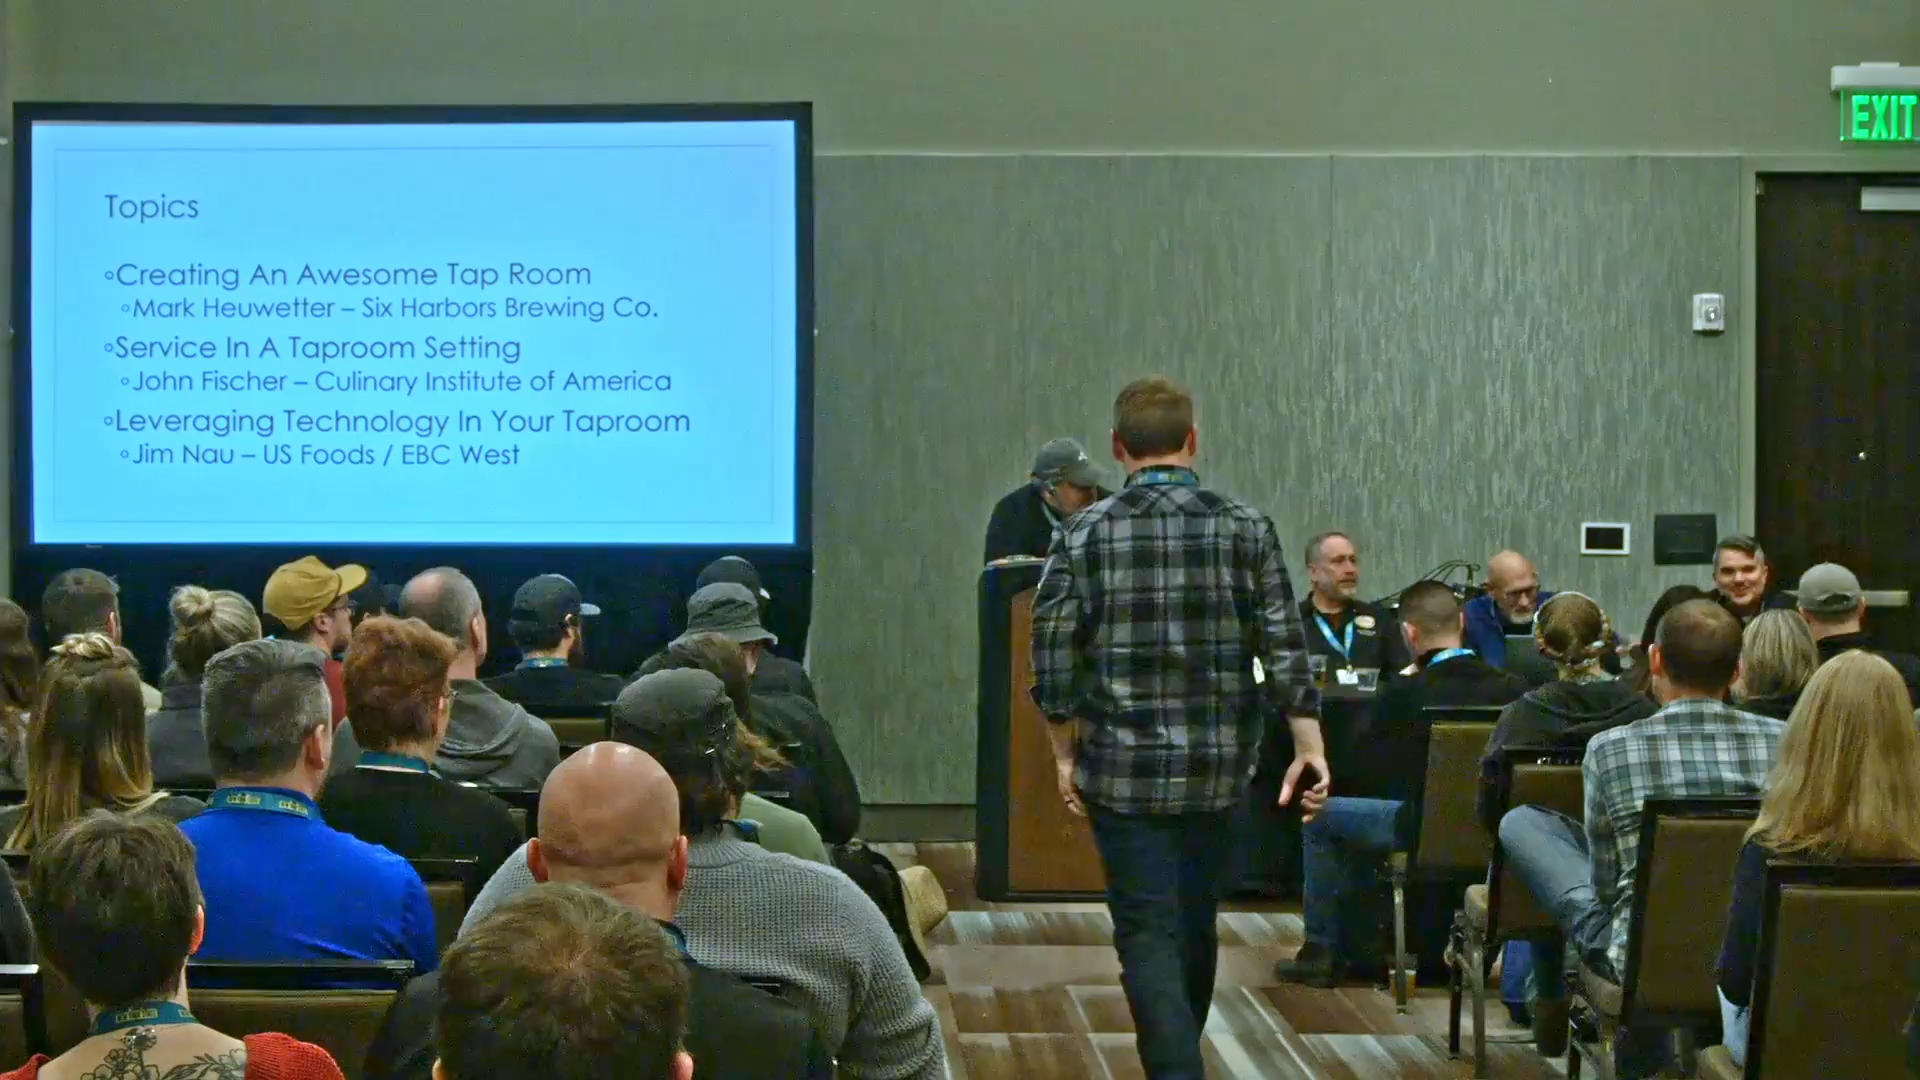 Topics
◦Creating An Awesome Tap Room
◦Mark Heuwetter – Six Harbors Brewing Co.
◦Service In A Taproom Setting
◦John Fischer – Culinary Institute of America
◦Leveraging Technology In Your Taproom
◦Jim Nau – US Foods / EBC West
EXIT